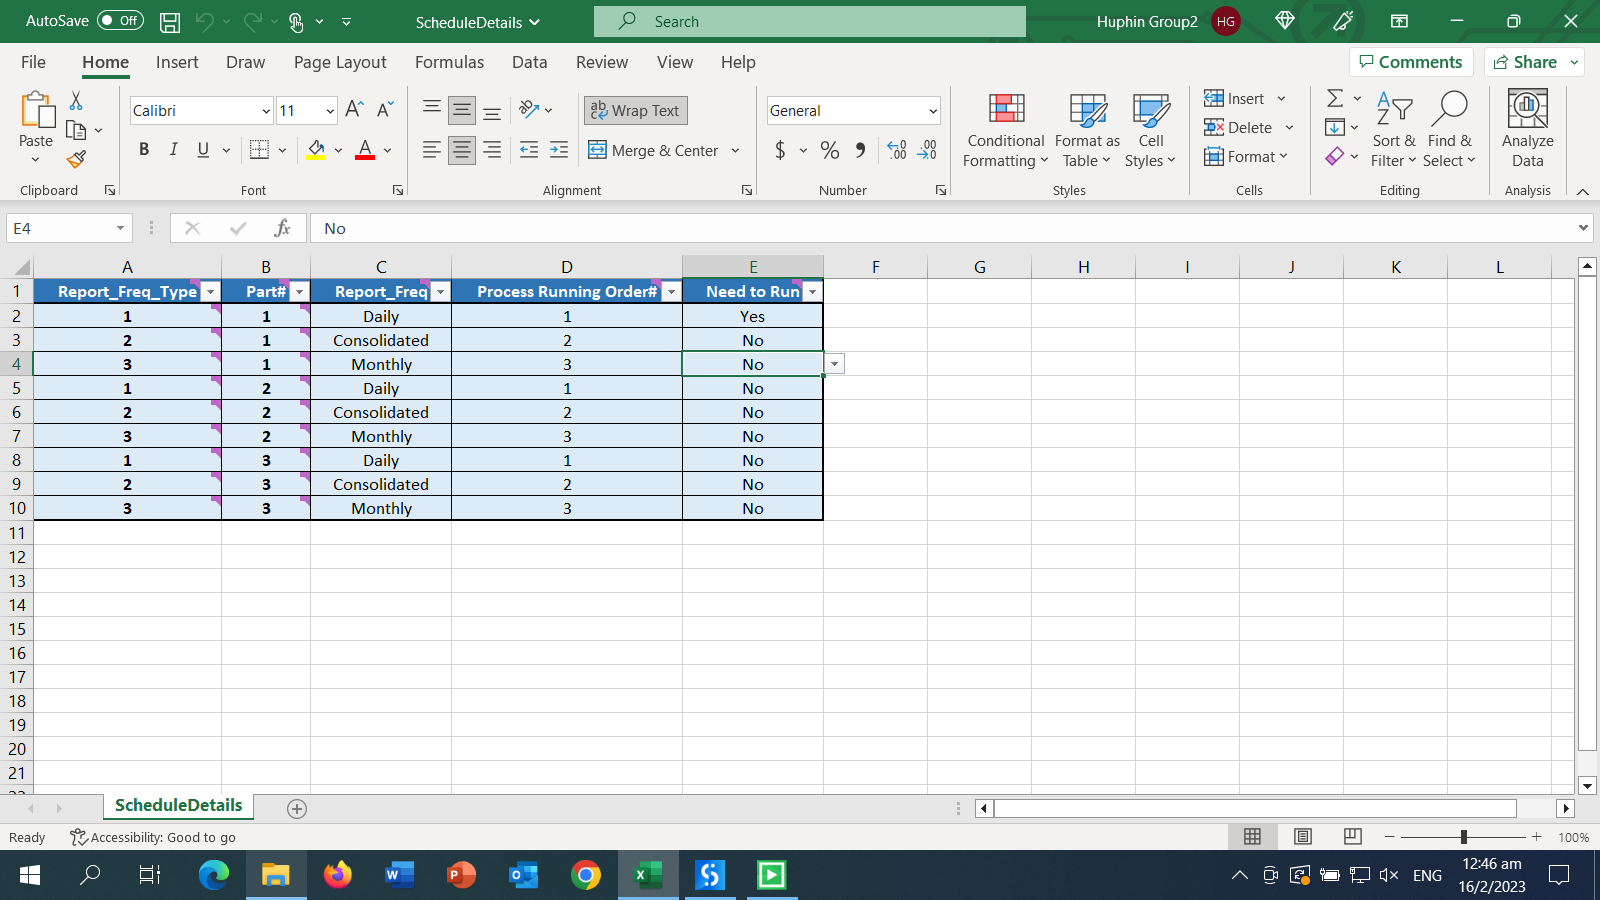 AutoSave Off ScheduleDetails Search Huphin Group2 HG
File Home Insert Draw Page Layout Formulas Data Review View Help Comments Share
Paste Calibri 11 Wrap Text General Conditional Formatting Format as Table Cell Styles Insert Sort & Filter Find & Select Analyze Data
B I U Merge & Center $ % Delete
Format
Clipboard Font Alignment Number Styles Cells Editing Analysis
E4 fx No
A B C D E F G H I J K L
1 Report_Freq_Type Part# Report_Freq Process Running Order# Need to Run
2 1 1 Daily 1 Yes
3 2 1 Consolidated 2 No
4 3 1 Monthly 3 No
5 1 2 Daily 1 No
6 2 2 Consolidated 2 No
7 3 2 Monthly 3 No
8 1 3 Daily 1 No
9 2 3 Consolidated 2 No
10 3 3 Monthly 3 No
11
12
13
14
15
16
17
18
19
20
21
ScheduleDetails
Ready Accessibility: Good to go 100%
ENG 12:46 am
16/2/2023